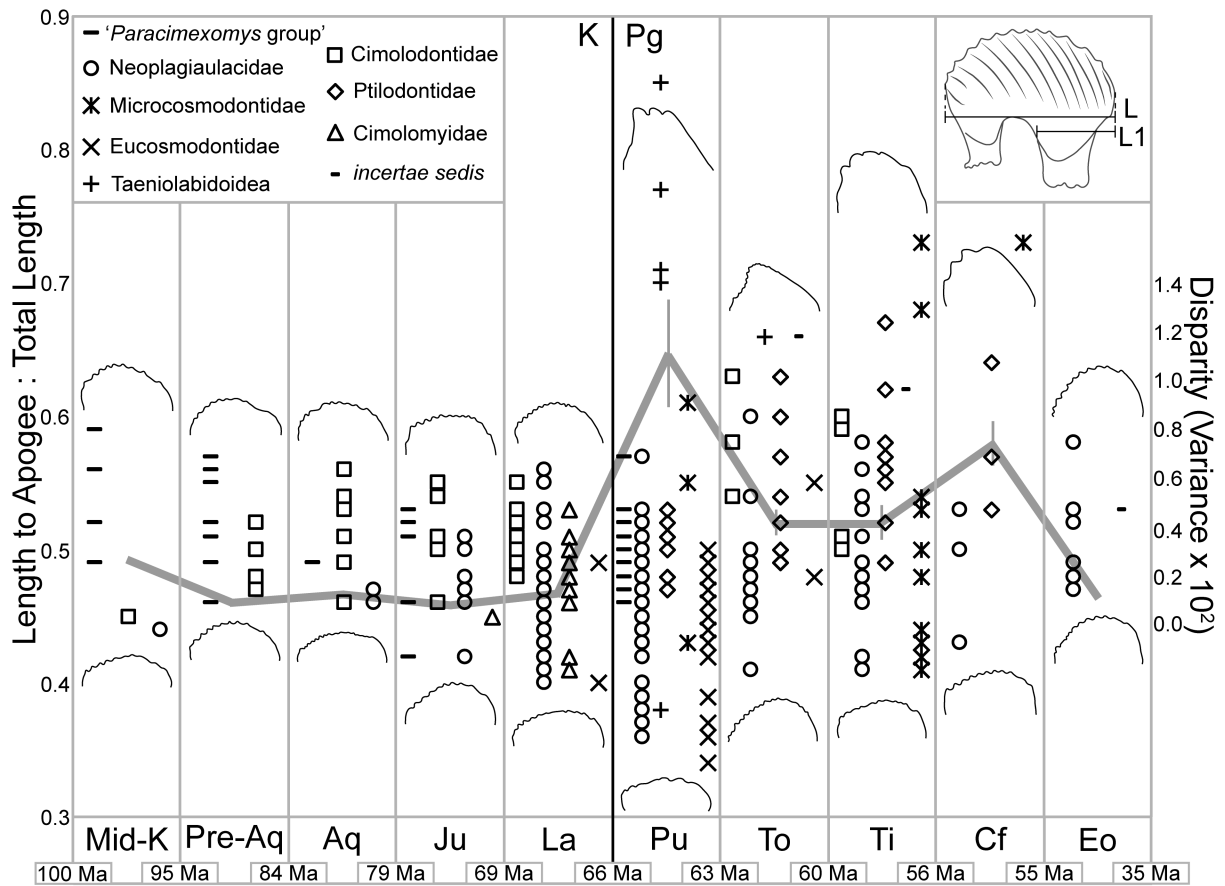 0.9
0.8
0.7
0.6
0.5
0.4
0.3
Length to Apogee : Total Length
'Paracimexomys group'
Neoplagiaulacidae
Microcosmodontidae
Eucosmodontidae
Taeniolabidoidea
Cimolodontidae
Ptilodontidae
Cimolomyidae
incertae sedis
K Pg
L
L1
1.4
1.2
1.0
0.8
0.6
0.4
0.2
0.0
Disparity (Variance x 10²)
Mid-K Pre-Aq Aq Ju La Pu To Ti Cf Eo
100 Ma 95 Ma 84 Ma 79 Ma 69 Ma 66 Ma 63 Ma 60 Ma 56 Ma 55 Ma 35 Ma